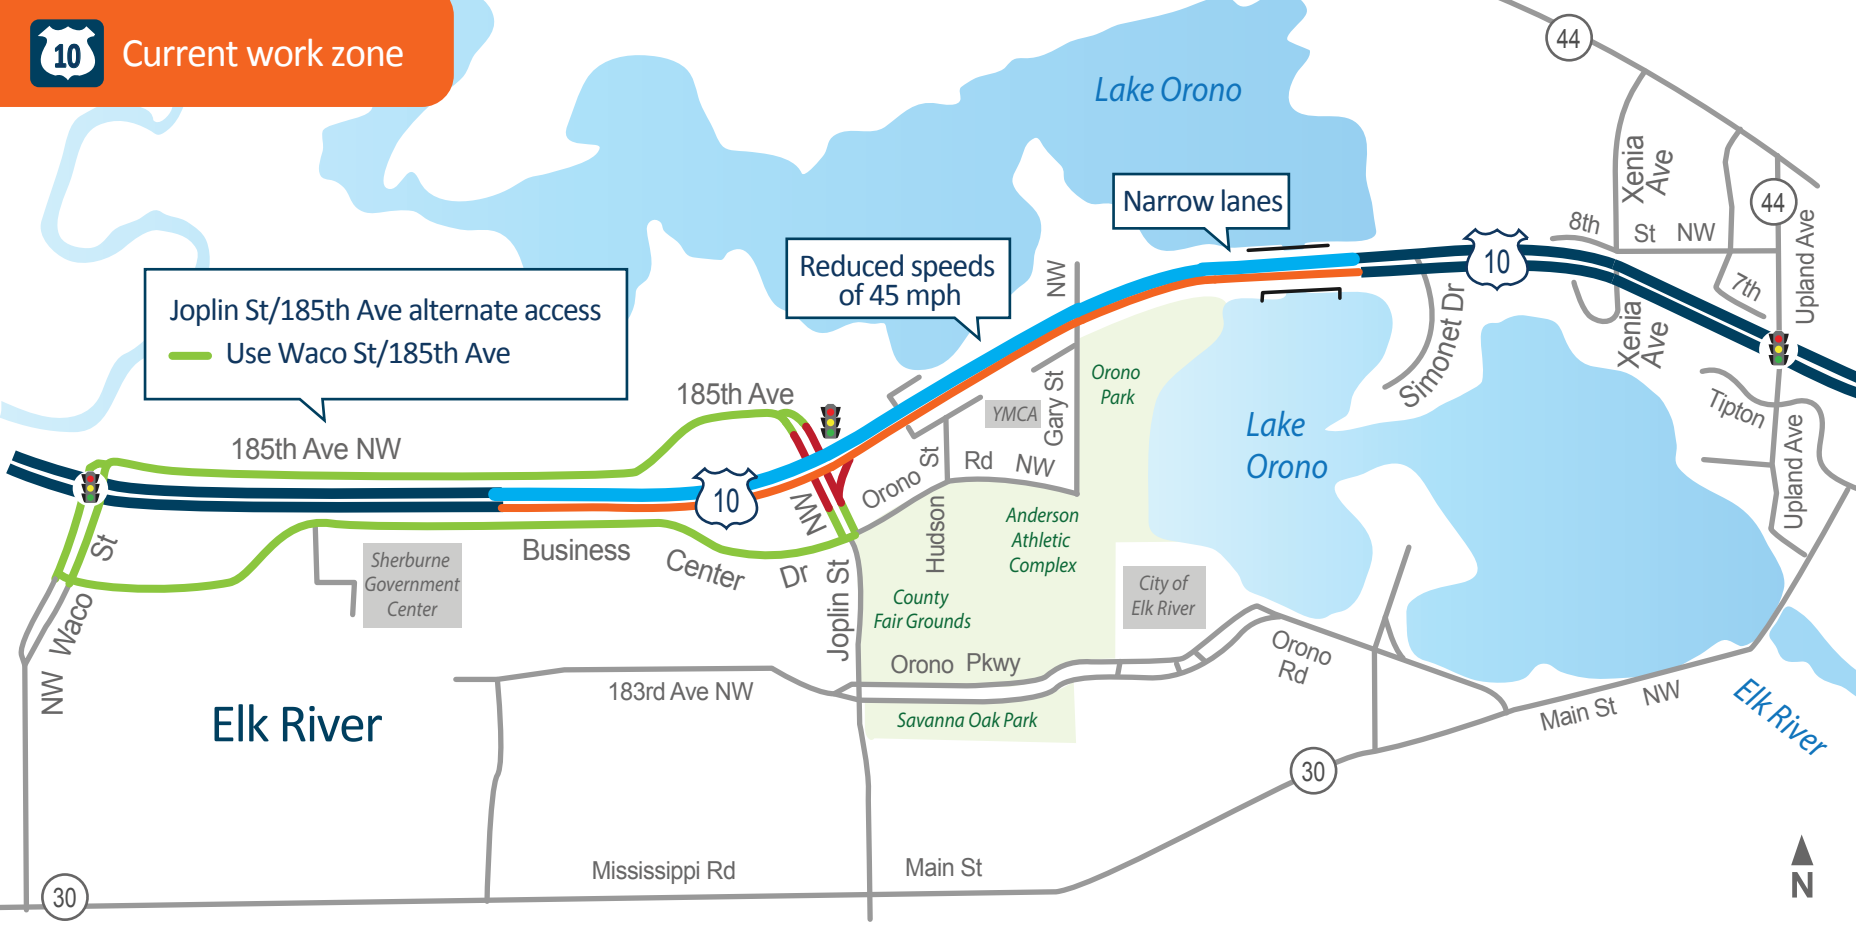 10 Current work zone
44
Lake Orono
Xenia
Ave
44
Narrow lanes
8th St NW
Upland Ave
Reduced speeds
of 45 mph
NW
10
7th
Joplin St/185th Ave alternate access
Use Waco St/185th Ave
Simonet Dr
Xenia
Ave
Orono
Park
185th Ave
YMCA
Gary St
Tipton
185th Ave NW
Lake
Orono
Upland Ave
Orono St Rd NW
10
NW
Hudson
Anderson
Athletic
Complex
St
Business Center Dr
Sherburne
Government
Center
Joplin St
City of
Elk River
County
Fair Grounds
NW Waco
Orono Pkwy
Orono
Rd
183rd Ave NW
Elk River
Savanna Oak Park
Main St NW
Elk River
30
Mississippi Rd
Main St
30
N